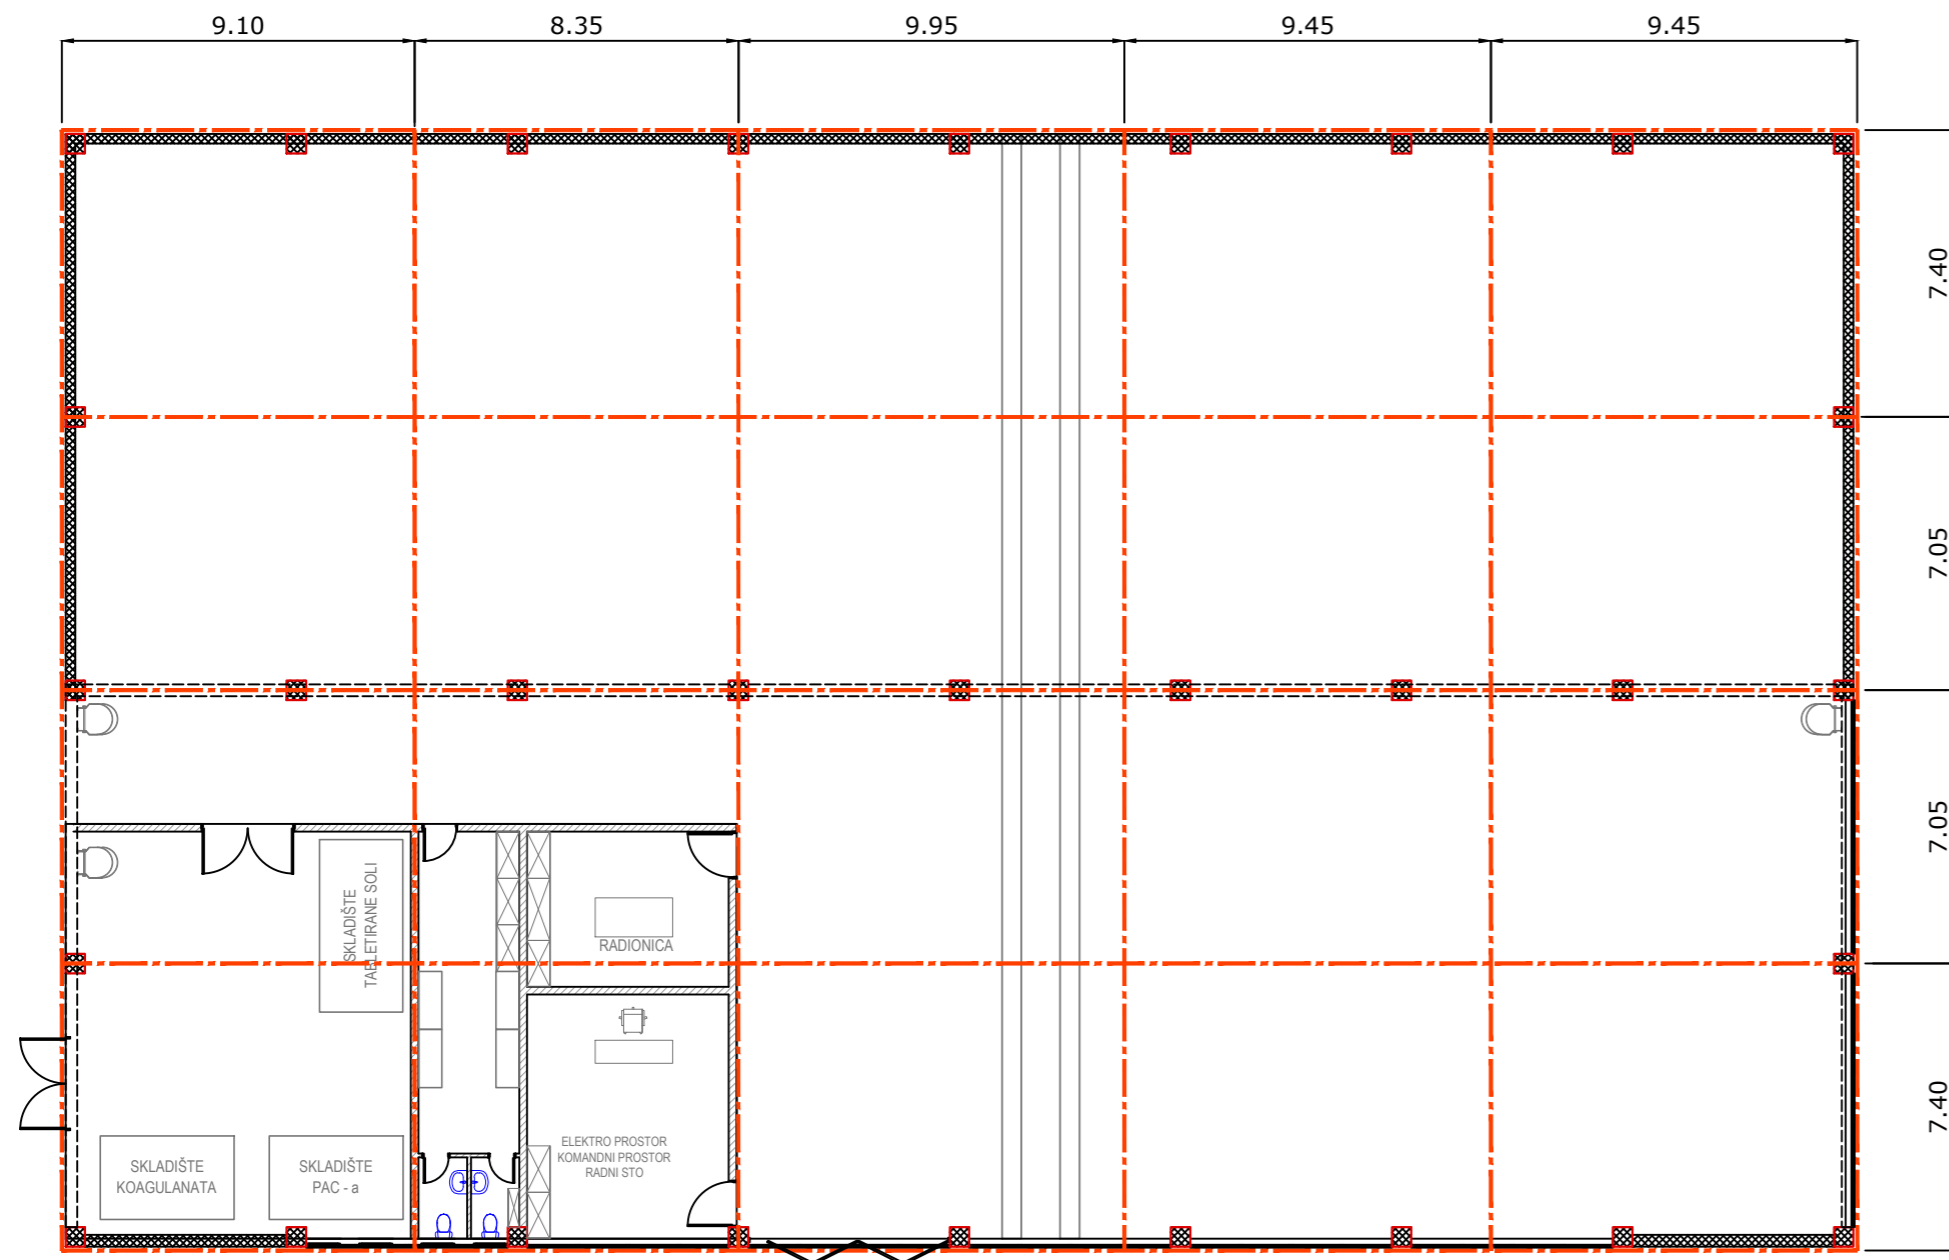 9.10
8.35
9.95
9.45
9.45
7.40
7.05
7.05
7.40
SKLADIŠTE
TABLETIRANE SOLI
RADIONICA
ELEKTRO PROSTOR
KOMANDNI PROSTOR
RADNI STO
SKLADIŠTE
KOAGULANATA
SKLADIŠTE
PAC - a